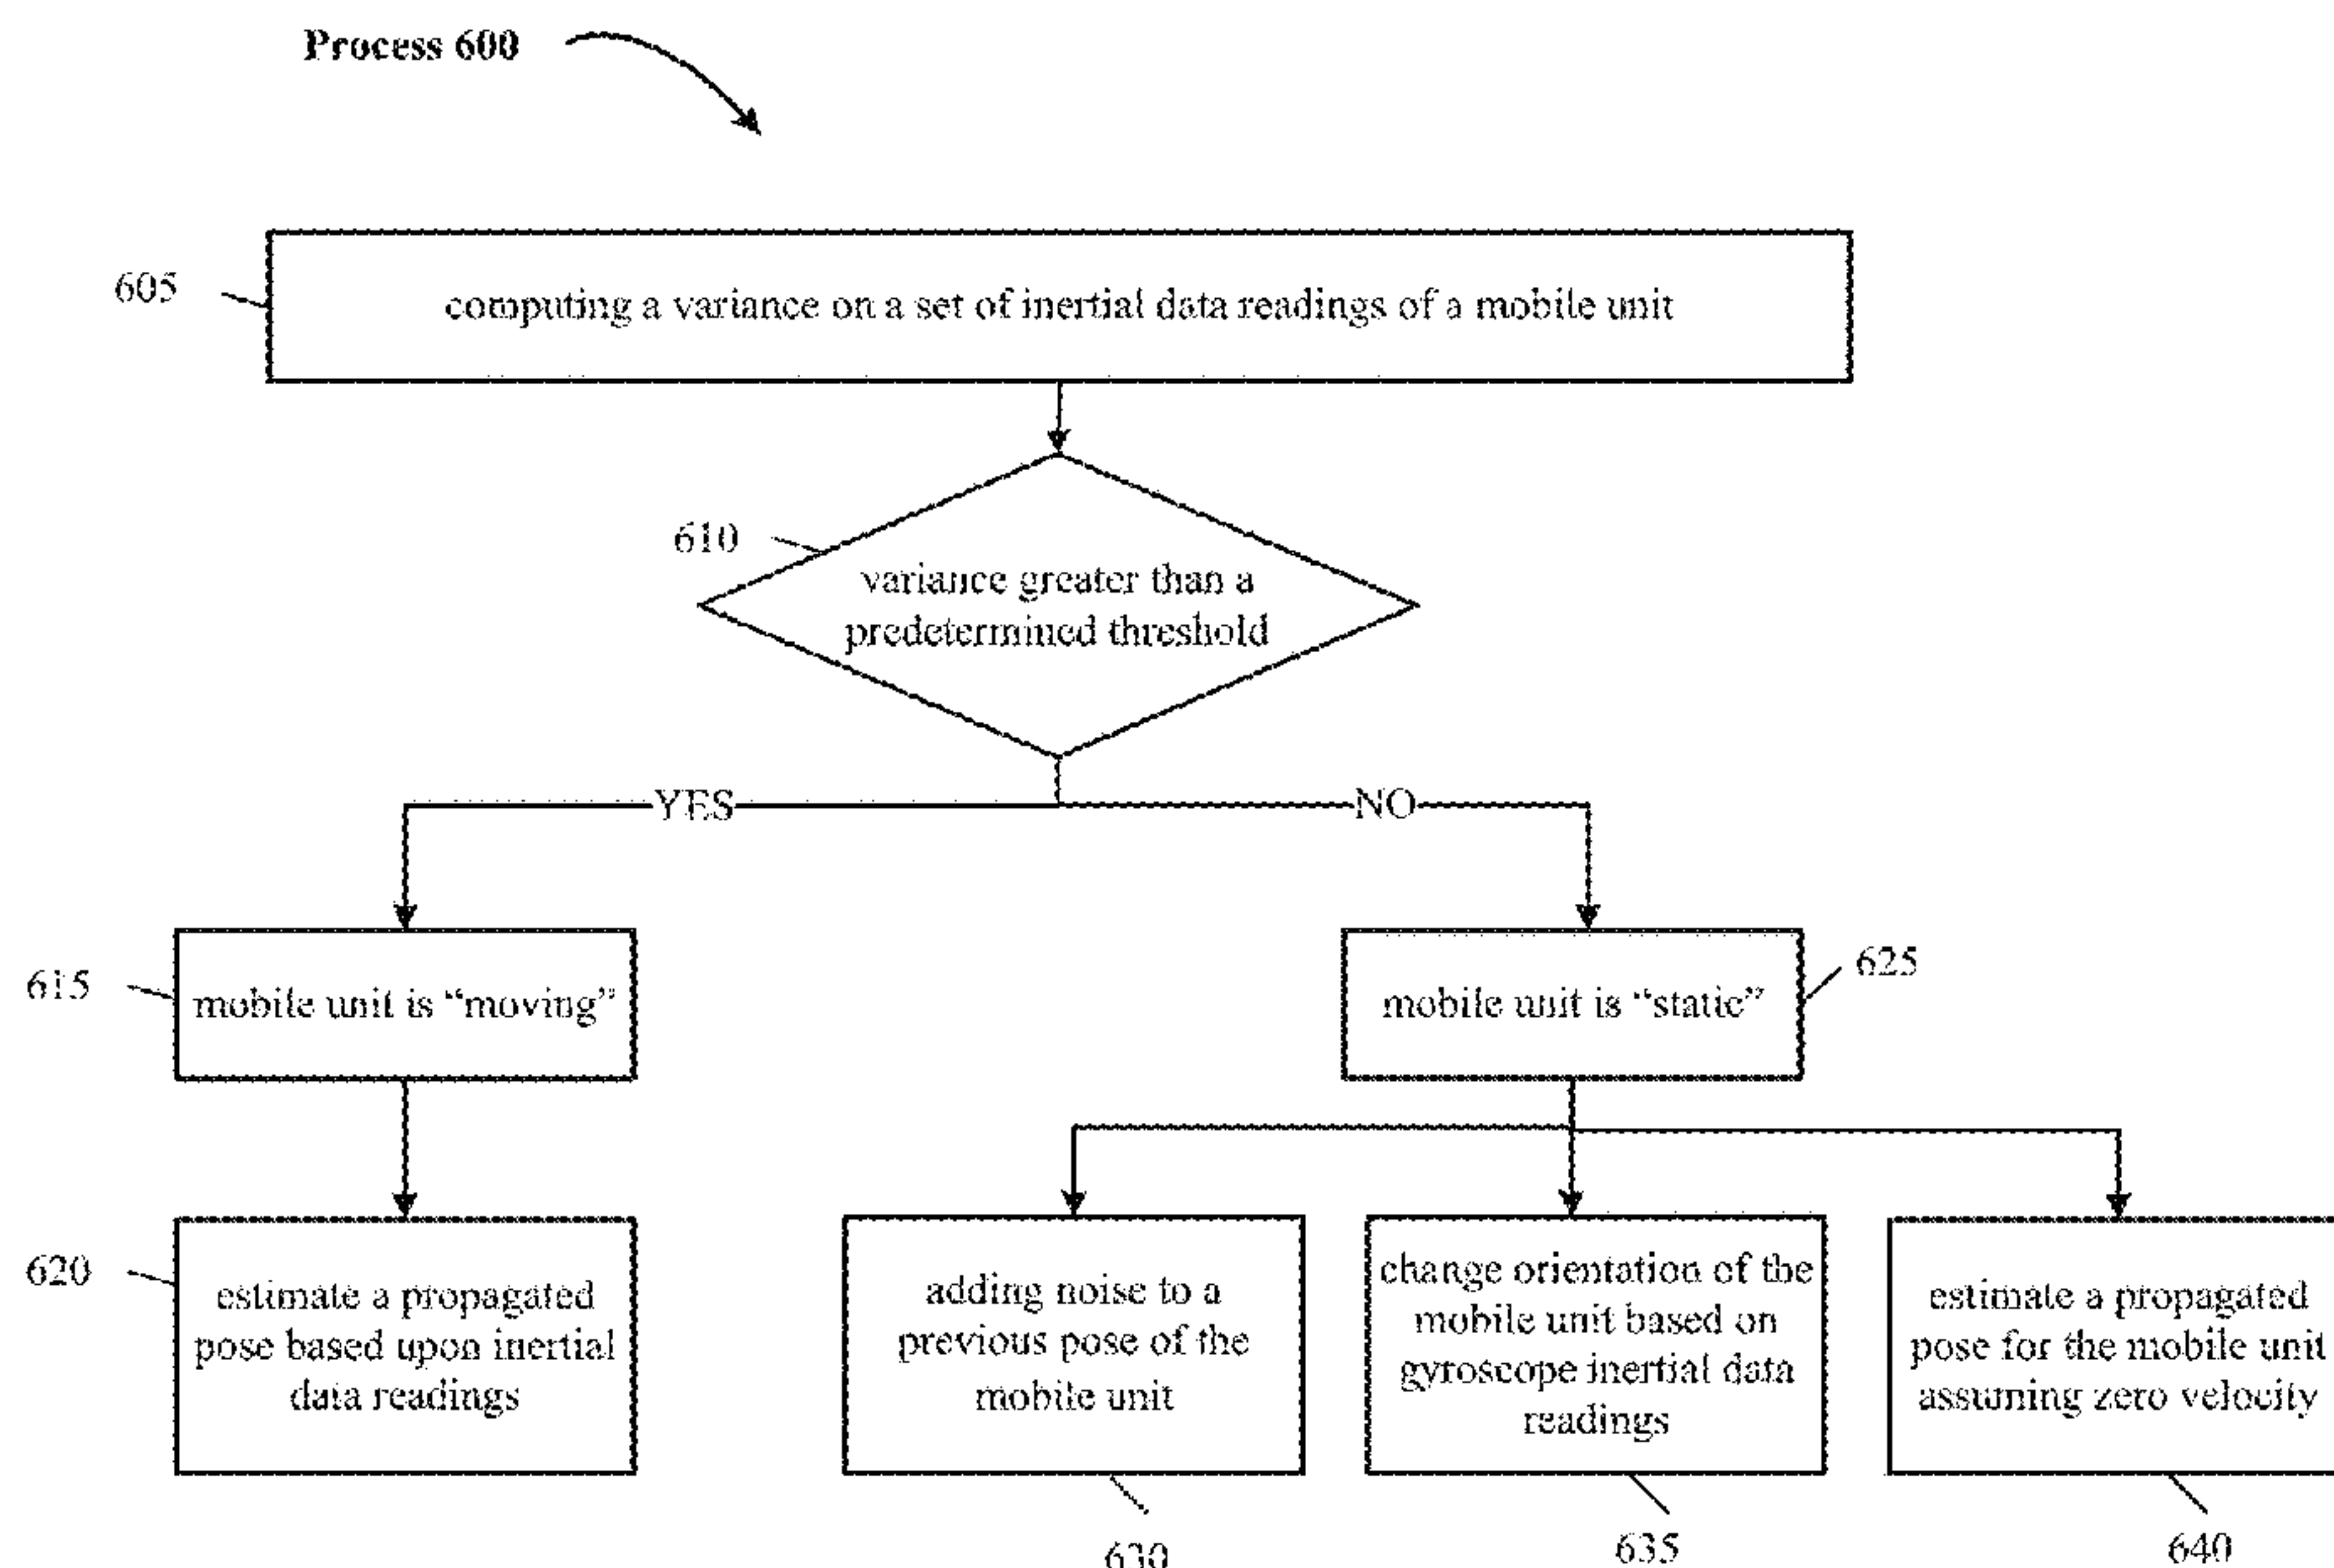 Process 600
605
computing a variance on a set of inertial data readings of a mobile unit
610
variance greater than a
predetermined threshold
YES
NO
615
mobile unit is “moving”
mobile unit is “static”
625
620
estimate a propagated
pose based upon inertial
data readings
adding noise to a
previous pose of the
mobile unit
change orientation of the
mobile unit based on
gyroscope inertial data
readings
estimate a propagated
pose for the mobile unit
assuming zero velocity
630
635
640